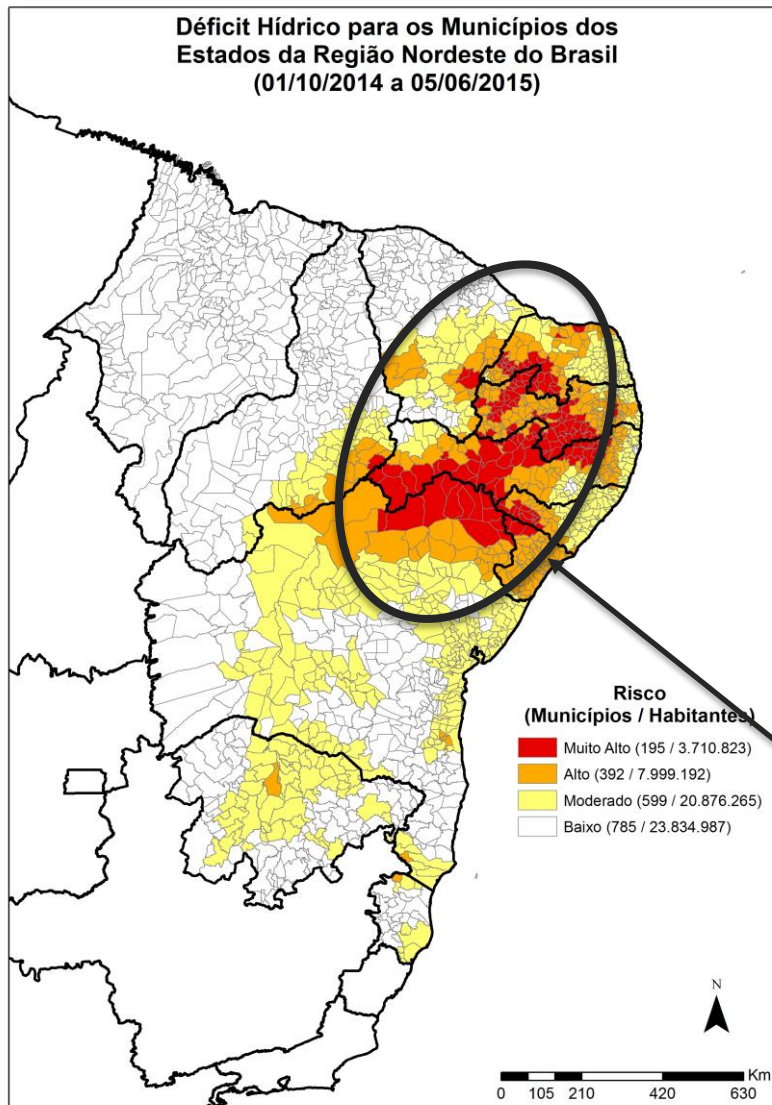 Déficit Hídrico para os Municípios dos
Estados da Região Nordeste do Brasil
(01/10/2014 a 05/06/2015)
Risco
(Municípios / Habitantes)
Muito Alto (195 / 3.710.823)
Alto (392 / 7.999.192)
Moderado (599 / 20.876.265)
Baixo (785 / 23.834.987)
N
Km
0 105 210 420 630